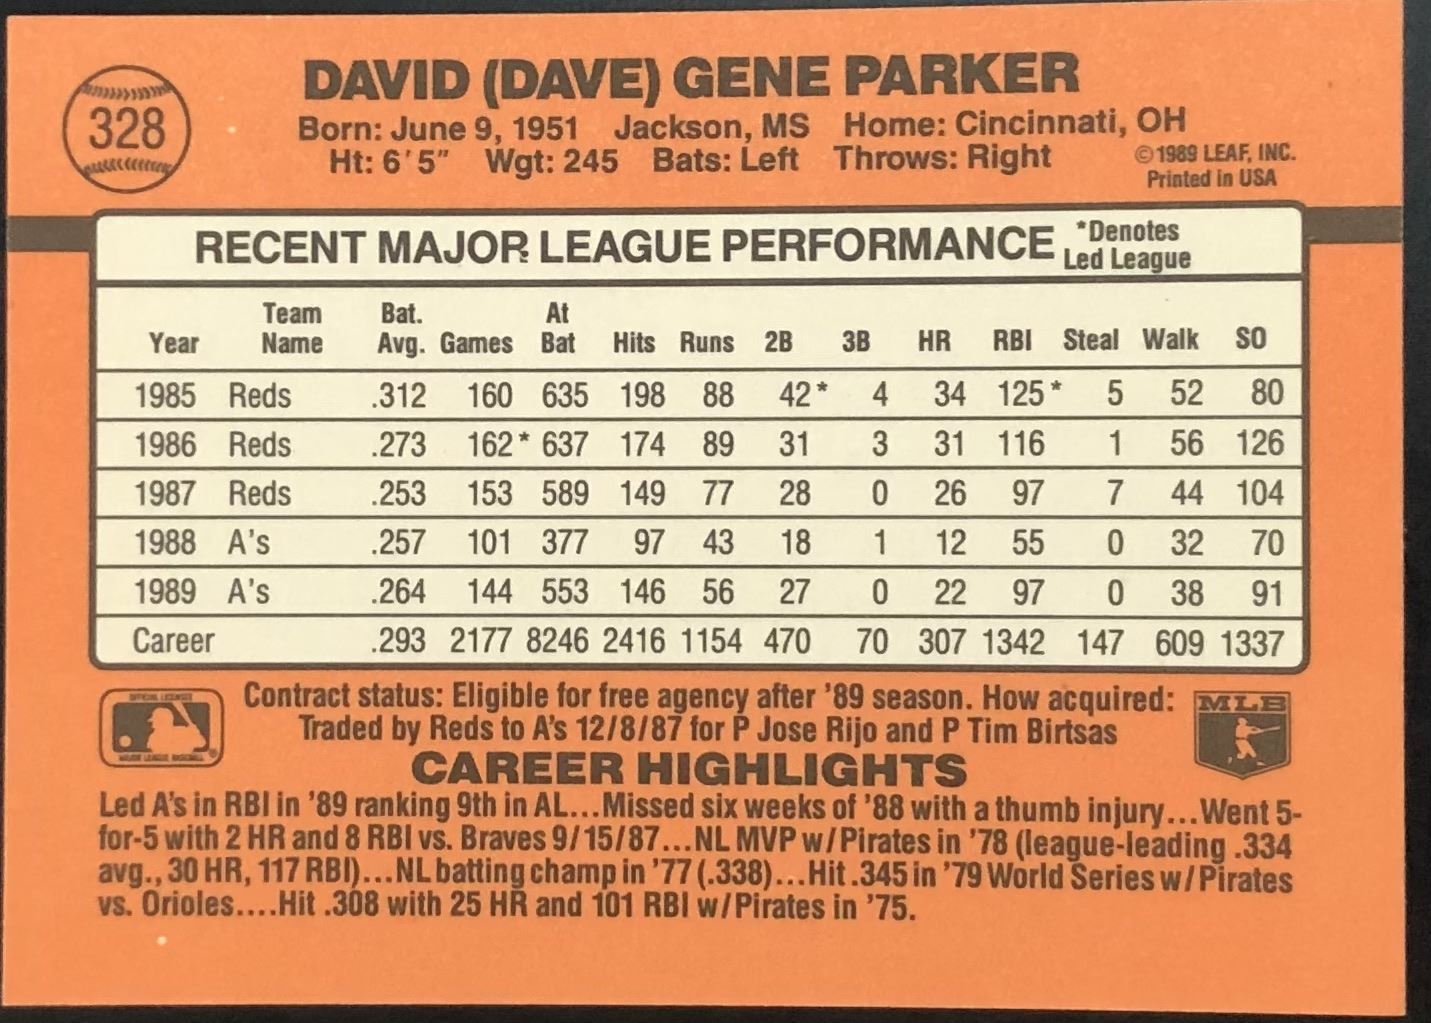 328
DAVID (DAVE) GENE PARKER
Born: June 9, 1951 Jackson, MS Home: Cincinnati, OH
Ht: 6'5" Wgt: 245 Bats: Left Throws: Right
©1989 LEAF, INC.
Printed in USA
RECENT MAJOR LEAGUE PERFORMANCE
*Denotes
Led League
Year Team Name Bat. Avg. Games At Bat Hits Runs 2B 3B HR RBI Steal Walk SO
1985 Reds .312 160 635 198 88 42* 4 34 125* 5 52 80
1986 Reds .273 162* 637 174 89 31 3 31 116 1 56 126
1987 Reds .253 153 589 149 77 28 0 26 97 7 44 104
1988 A's .257 101 377 97 43 18 1 12 55 0 32 70
1989 A's .264 144 553 146 56 27 0 22 97 0 38 91
Career .293 2177 8246 2416 1154 470 70 307 1342 147 609 1337
Contract status: Eligible for free agency after '89 season. How acquired:
Traded by Reds to A's 12/8/87 for P Jose Rijo and P Tim Birtsas
MLB
CAREER HIGHLIGHTS
Led A's in RBI in '89 ranking 9th in AL...Missed six weeks of '88 with a thumb injury...Went 5-
for-5 with 2 HR and 8 RBI vs. Braves 9/15/87...NL MVP w/Pirates in '78 (league-leading .334
avg., 30 HR, 117 RBI)...NL batting champ in '77 (.338)...Hit .345 in '79 World Series w/Pirates
vs. Orioles....Hit .308 with 25 HR and 101 RBI w/Pirates in '75.